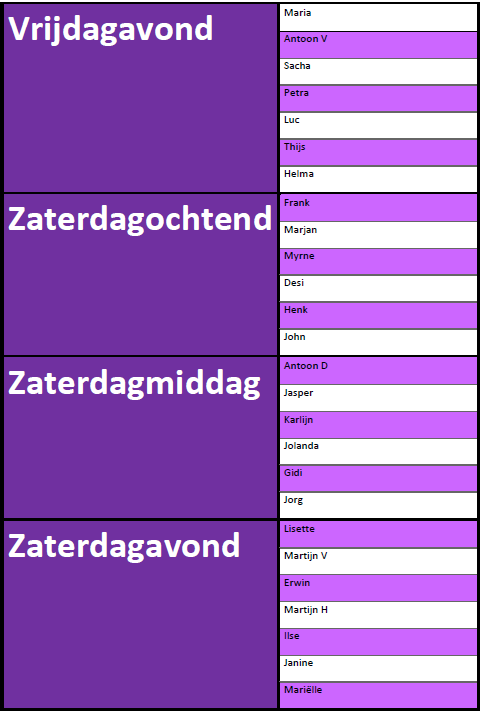 Vrijdagavond
Maria
Antoon V
Sacha
Petra
Luc
Thijs
Helma
Zaterdagochtend
Frank
Marjan
Myrne
Desi
Henk
John
Zaterdagmiddag
Antoon D
Jasper
Karlijn
Jolanda
Gidi
Jorg
Zaterdagavond
Lisette
Martijn V
Erwin
Martijn H
Ilse
Janine
Mariëlle